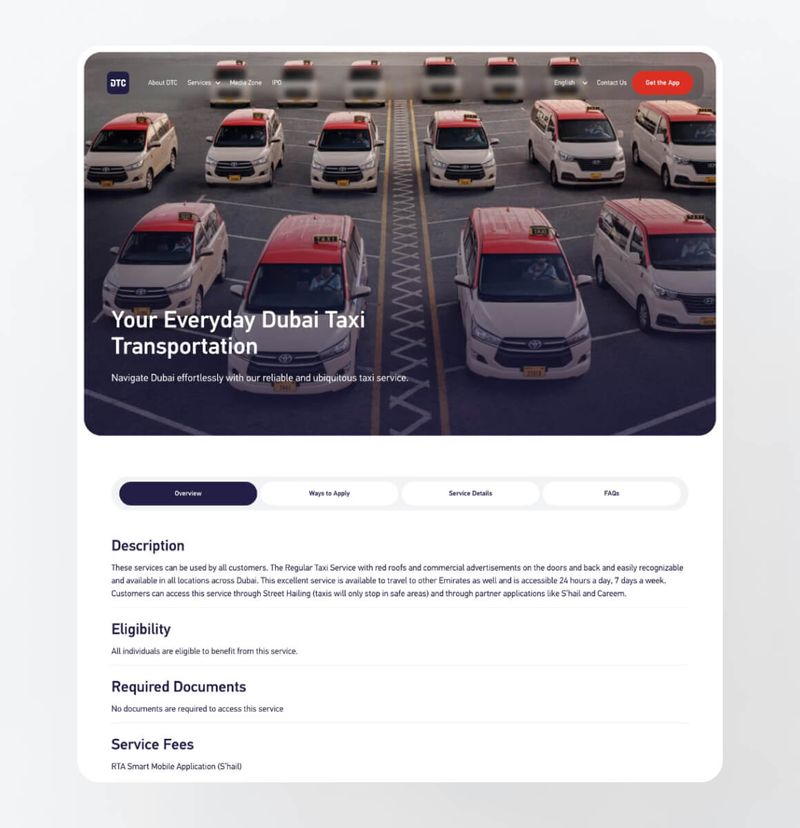 DTC
About DTC
Services
Media Zone
IPO
English
Contact Us
Get the App
TAXI
TAXI
Your Everyday Dubai Taxi
Transportation
Navigate Dubai effortlessly with our reliable and ubiquitous taxi service.
Overview
Ways to Apply
Service Details
FAQs
Description
These services can be used by all customers. The Regular Taxi Service with red roofs and commercial advertisements on the doors and back and easily recognizable
and available in all locations across Dubai. This excellent service is available to travel to other Emirates as well and is accessible 24 hours a day, 7 days a week.
Customers can access this service through Street Hailing (taxis will only stop in safe areas) and through partner applications like S'hail and Careem.
Eligibility
All individuals are eligible to benefit from this service.
Required Documents
No documents are required to access this service
Service Fees
RTA Smart Mobile Application (S'hail)